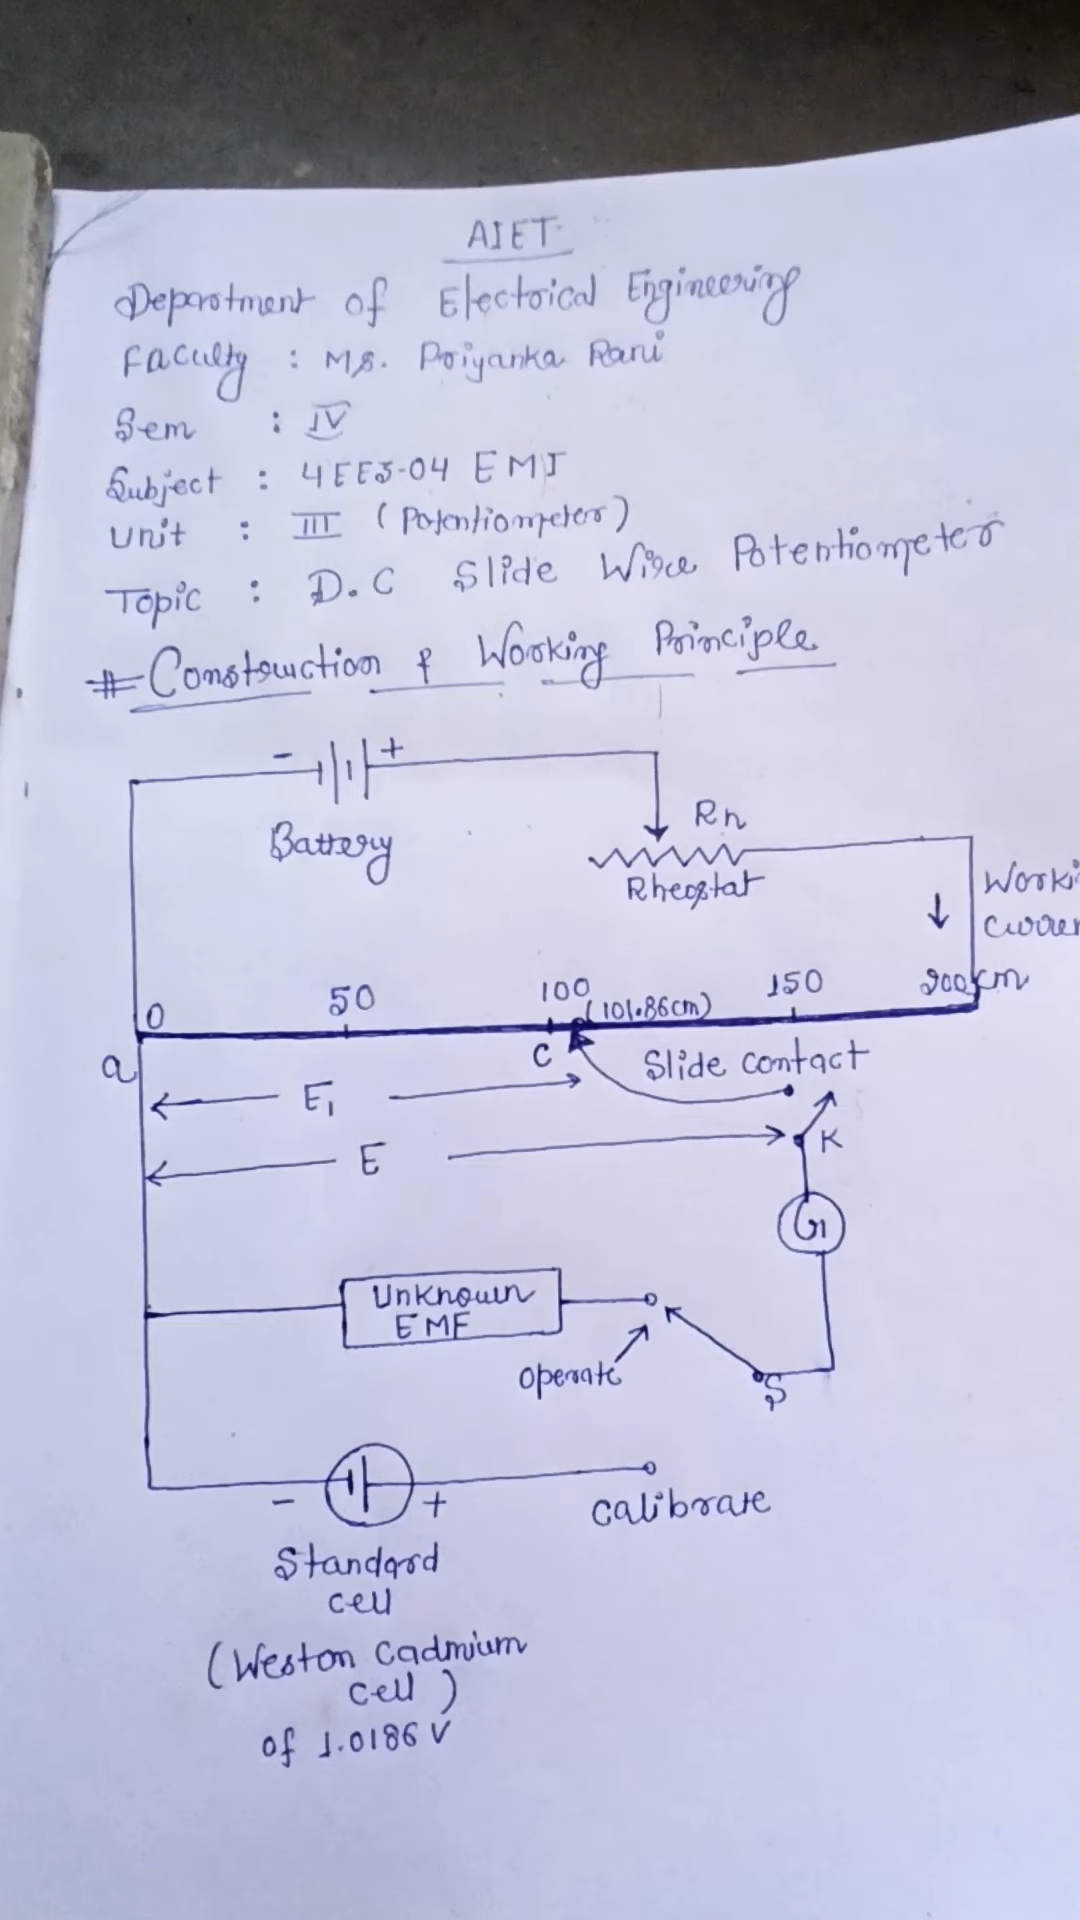 AIET
Department of Electrical Engineering
Faculty : Ms. Priyanka Rani
Sem : IV
Subject : 4EE3-04 EMI
Unit : III (Potentiometer)
Topic : D.C Slide Wire Potentiometer
# Construction & Working Principle
- +
Battery
Rh
Rheostat
Working
0 50 100 (101.86cm) 150 200cm
a C Slide contact
E1
E K
G
Unknown
EMF
Operate
S
- +
Calibrate
Standard
cell
(Weston Cadmium
cell)
of 1.0186 V